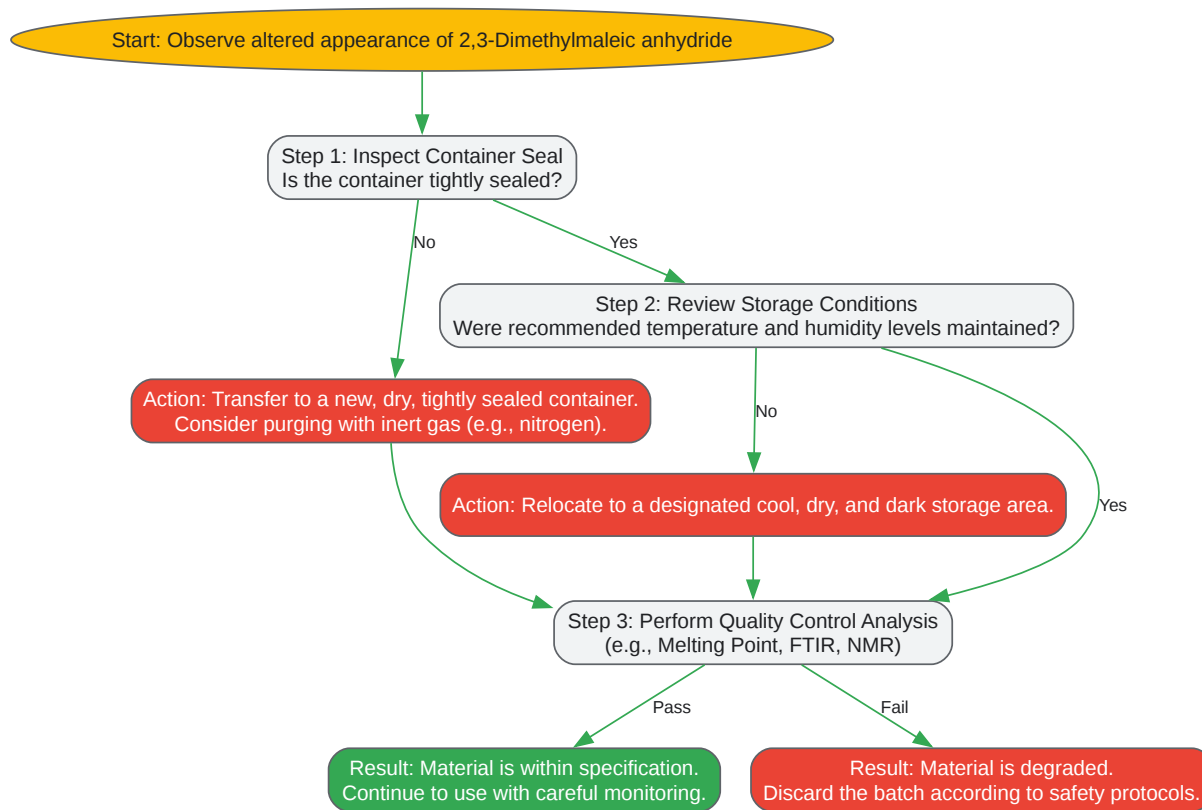 Start: Observe altered appearance of 2,3-Dimethylmaleic anhydride
Step 1: Inspect Container Seal
Is the container tightly sealed?
No
Yes
Step 2: Review Storage Conditions
Were recommended temperature and humidity levels maintained?
Action: Transfer to a new, dry, tightly sealed container.
Consider purging with inert gas (e.g., nitrogen).
No
Action: Relocate to a designated cool, dry, and dark storage area.
Yes
Step 3: Perform Quality Control Analysis
(e.g., Melting Point, FTIR, NMR)
Pass
Fail
Result: Material is within specification.
Continue to use with careful monitoring.
Result: Material is degraded.
Discard the batch according to safety protocols